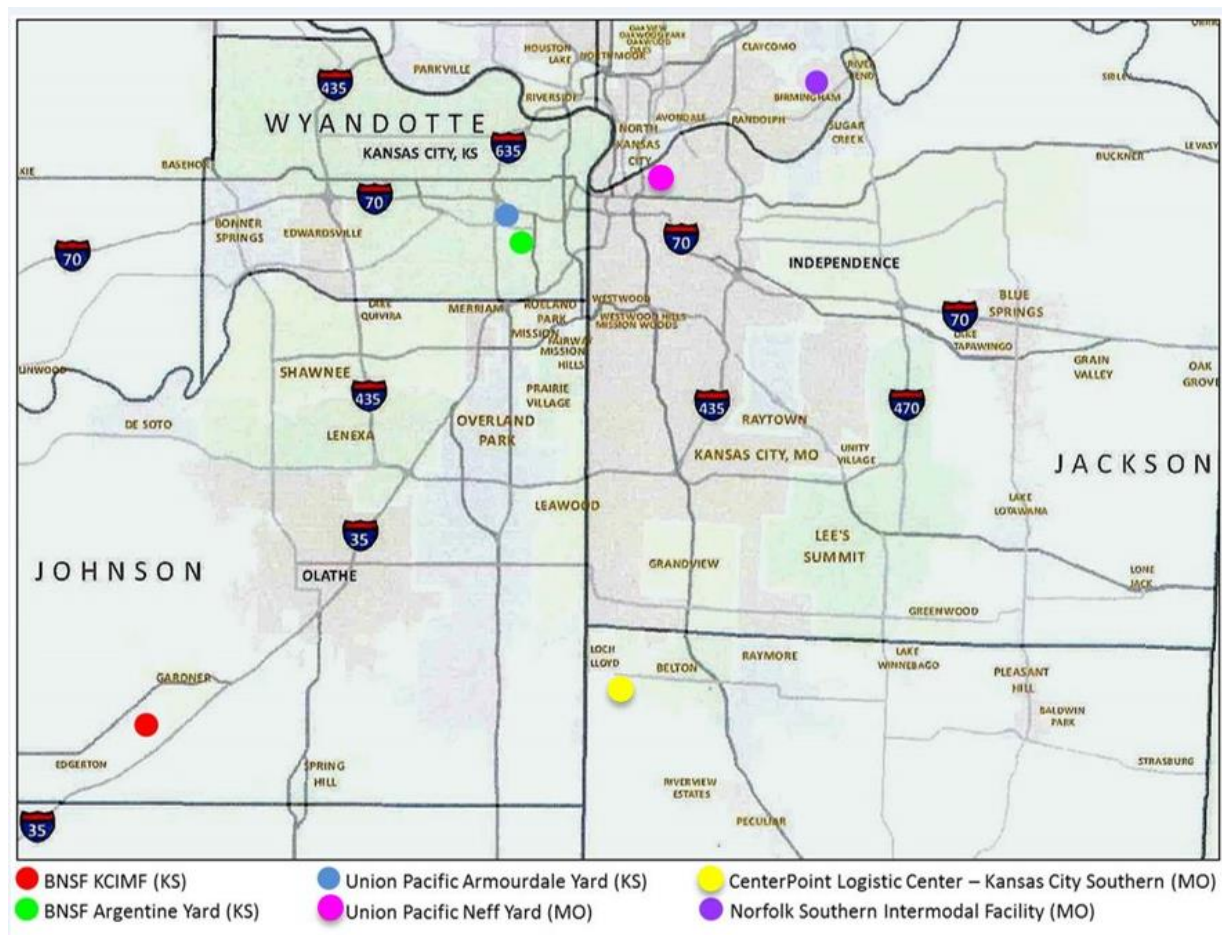 OAKVIEW
OAKWOOD PARK
OAKWOOD
HOUSTON
LAKE
NORTHMOOR
CLAYCOMO
PARKVILLE
RIVER
BEND
SIBLEY
435
RIVERSIDE
BIRMINGHAM
WYANDOTTE
AVONDALE
RANDOLPH
NORTH
KANSAS
CITY
SUGAR
CREEK
KANSAS CITY, KS
635
BASEHOR
BUCKNER
LEVASY
70
BONNER
SPRINGS
EDWARDSVILLE
70
70
INDEPENDENCE
LAKE
QUIVIRA
MERRIAM
ROELAND
PARK
WESTWOOD
WESTWOOD HILLS
MISSION WOODS
MISSION
FAIRWAY
MISSION
HILLS
70
BLUE
SPRINGS
LAKE
TAPAWINGO
GRAIN
VALLEY
OAK
GROVE
LINWOOD
SHAWNEE
435
PRAIRIE
VILLAGE
435
470
DE SOTO
LENEXA
OVERLAND
PARK
RAYTOWN
KANSAS CITY, MO
UNITY
VILLAGE
JACKSON
LEAWOOD
LAKE
LOTAWANA
35
LEE'S
SUMMIT
JOHNSON
OLATHE
GRANDVIEW
LONE
JACK
GREENWOOD
LOCH
LLOYD
BELTON
RAYMORE
LAKE
WINNEBAGO
PLEASANT
HILL
GARDNER
BALDWIN
PARK
EDGERTON
SPRING
HILL
STRASBURG
RIVERVIEW
ESTATES
PECULIAR
35
BNSF KCIMF (KS)
Union Pacific Armourdale Yard (KS)
CenterPoint Logistic Center – Kansas City Southern (MO)
BNSF Argentine Yard (KS)
Union Pacific Neff Yard (MO)
Norfolk Southern Intermodal Facility (MO)